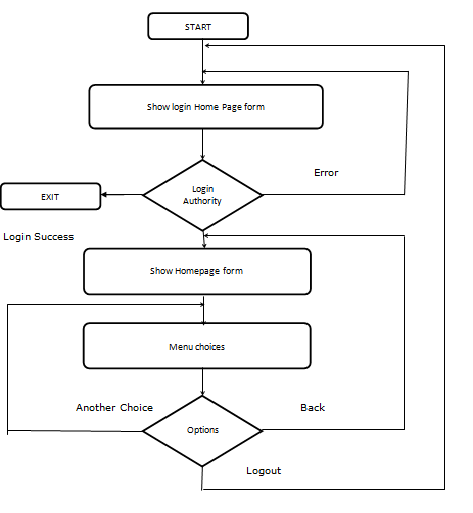 START
Show login Home Page form
Error
Login
Authority
EXIT
Login Success
Show Homepage form
Menu choices
Another Choice
Back
Options
Logout